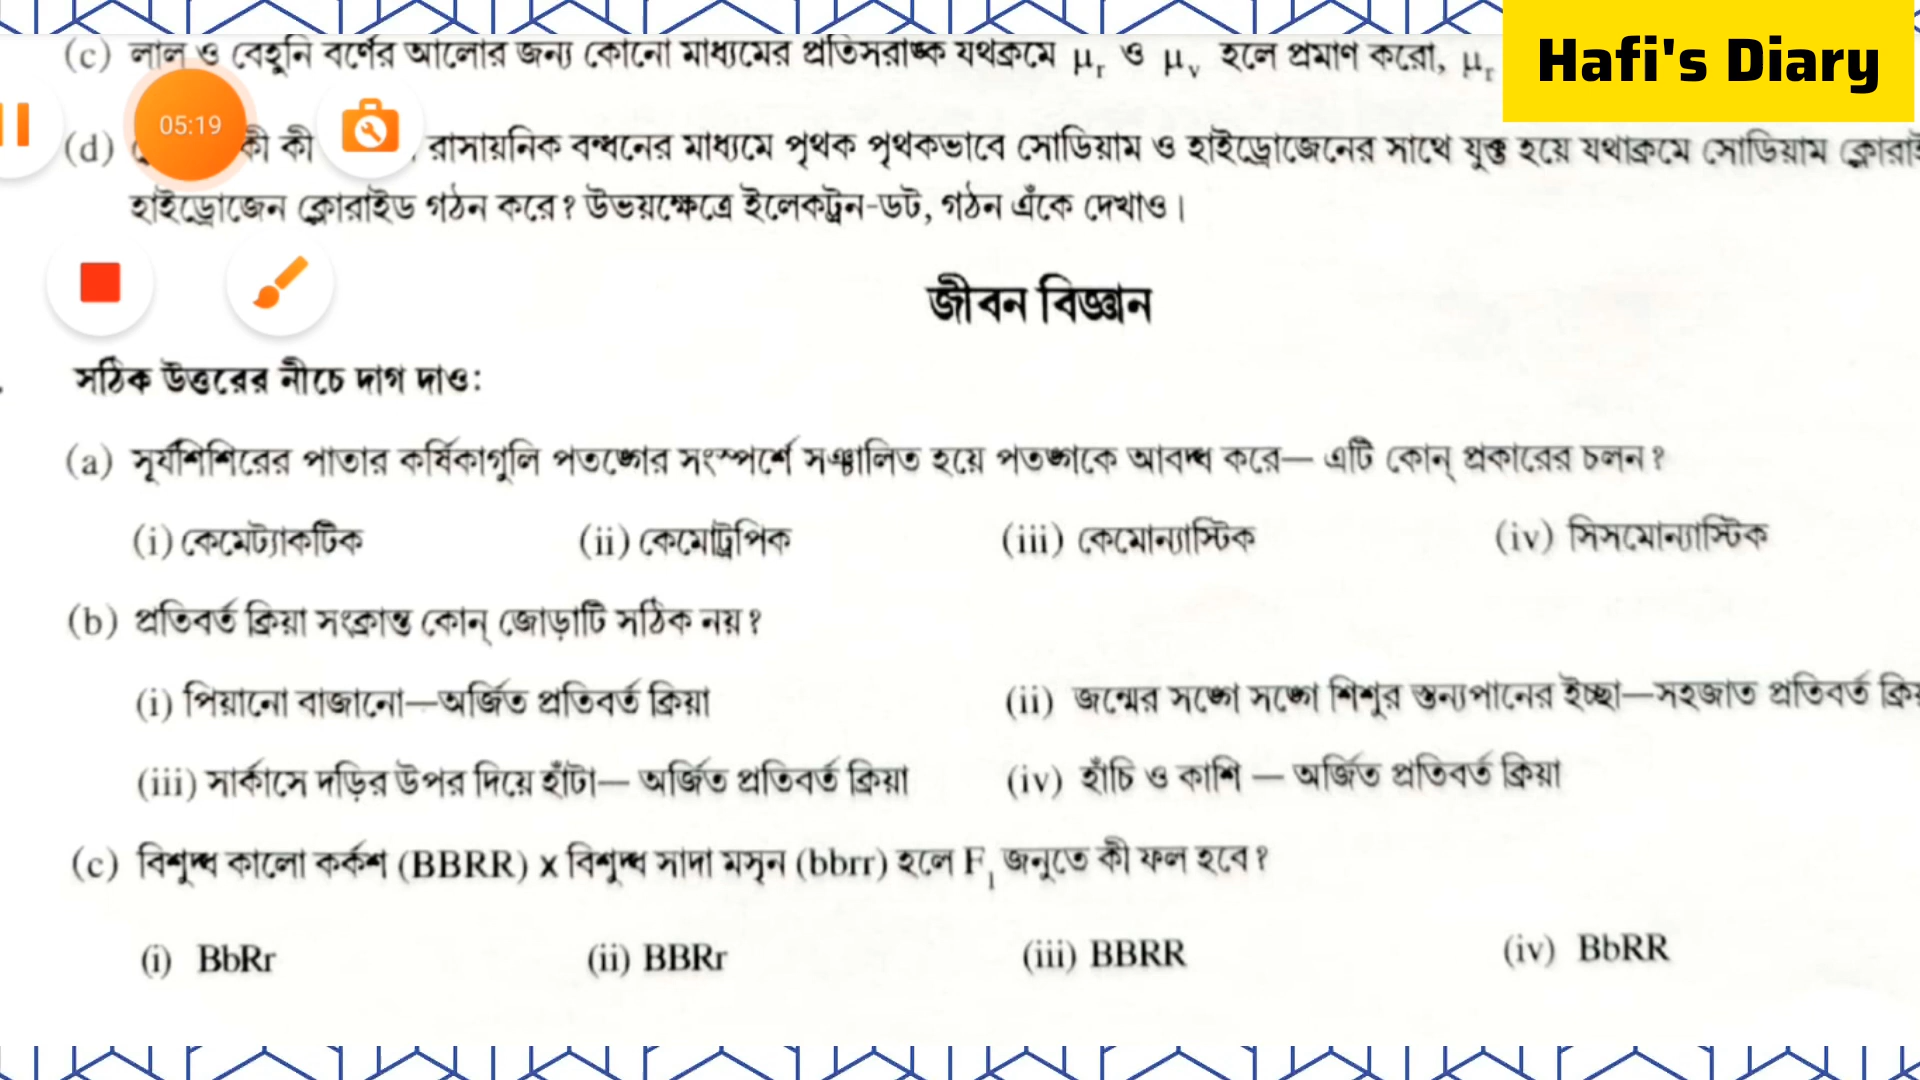 Hafi's Diary
(c) লাল ও বেগুনি বর্ণের আলোর জন্য কোনো মাধ্যমের প্রতিসরাঙ্ক যথাক্রমে μr ও μv হলে প্রমাণ করো, μr
05:19
(d) কী কী রাসায়নিক বন্ধনের মাধ্যমে পৃথক পৃথকভাবে সোডিয়াম ও হাইড্রোজেনের সাথে যুক্ত হয়ে যথাক্রমে সোডিয়াম
হাইড্রোজেন ক্লোরাইড গঠন করে? উভয়ক্ষেত্রে ইলেকট্রন-ডট, গঠন এঁকে দেখাও।
জীবন বিজ্ঞান
সঠিক উত্তরের নীচে দাগ দাও:
(a) সূর্যশিশিরের পাতার কর্ষিকাগুলি পতঙ্গের সংস্পর্শে সঞ্চালিত হয়ে পতঙ্গকে আবদ্ধ করে— এটি কোন্ প্রকারের চলন?
(i) কেমেট্যাকটিক (ii) কেমোট্রপিক (iii) কেমোন্যাস্টিক (iv) সিসমোন্যাস্টিক
(b) প্রতিবর্ত ক্রিয়া সংক্রান্ত কোন্ জোড়াটি সঠিক নয়?
(i) পিয়ানো বাজানো—অর্জিত প্রতিবর্ত ক্রিয়া (ii) জন্মের সঙ্গে সঙ্গে শিশুর স্তন্যপানের ইচ্ছা—সহজাত প্রতিবর্ত
(iii) সার্কাসে দড়ির উপর দিয়ে হাঁটা— অর্জিত প্রতিবর্ত ক্রিয়া (iv) হাঁচি ও কাশি — অর্জিত প্রতিবর্ত ক্রিয়া
(c) বিশুদ্ধ কালো কর্কশ (BBRR) x বিশুদ্ধ সাদা মসৃন (bbrr) হলে F1 জনুতে কী ফল হবে?
(i) BbRr (ii) BBRr (iii) BBRR (iv) BbRR